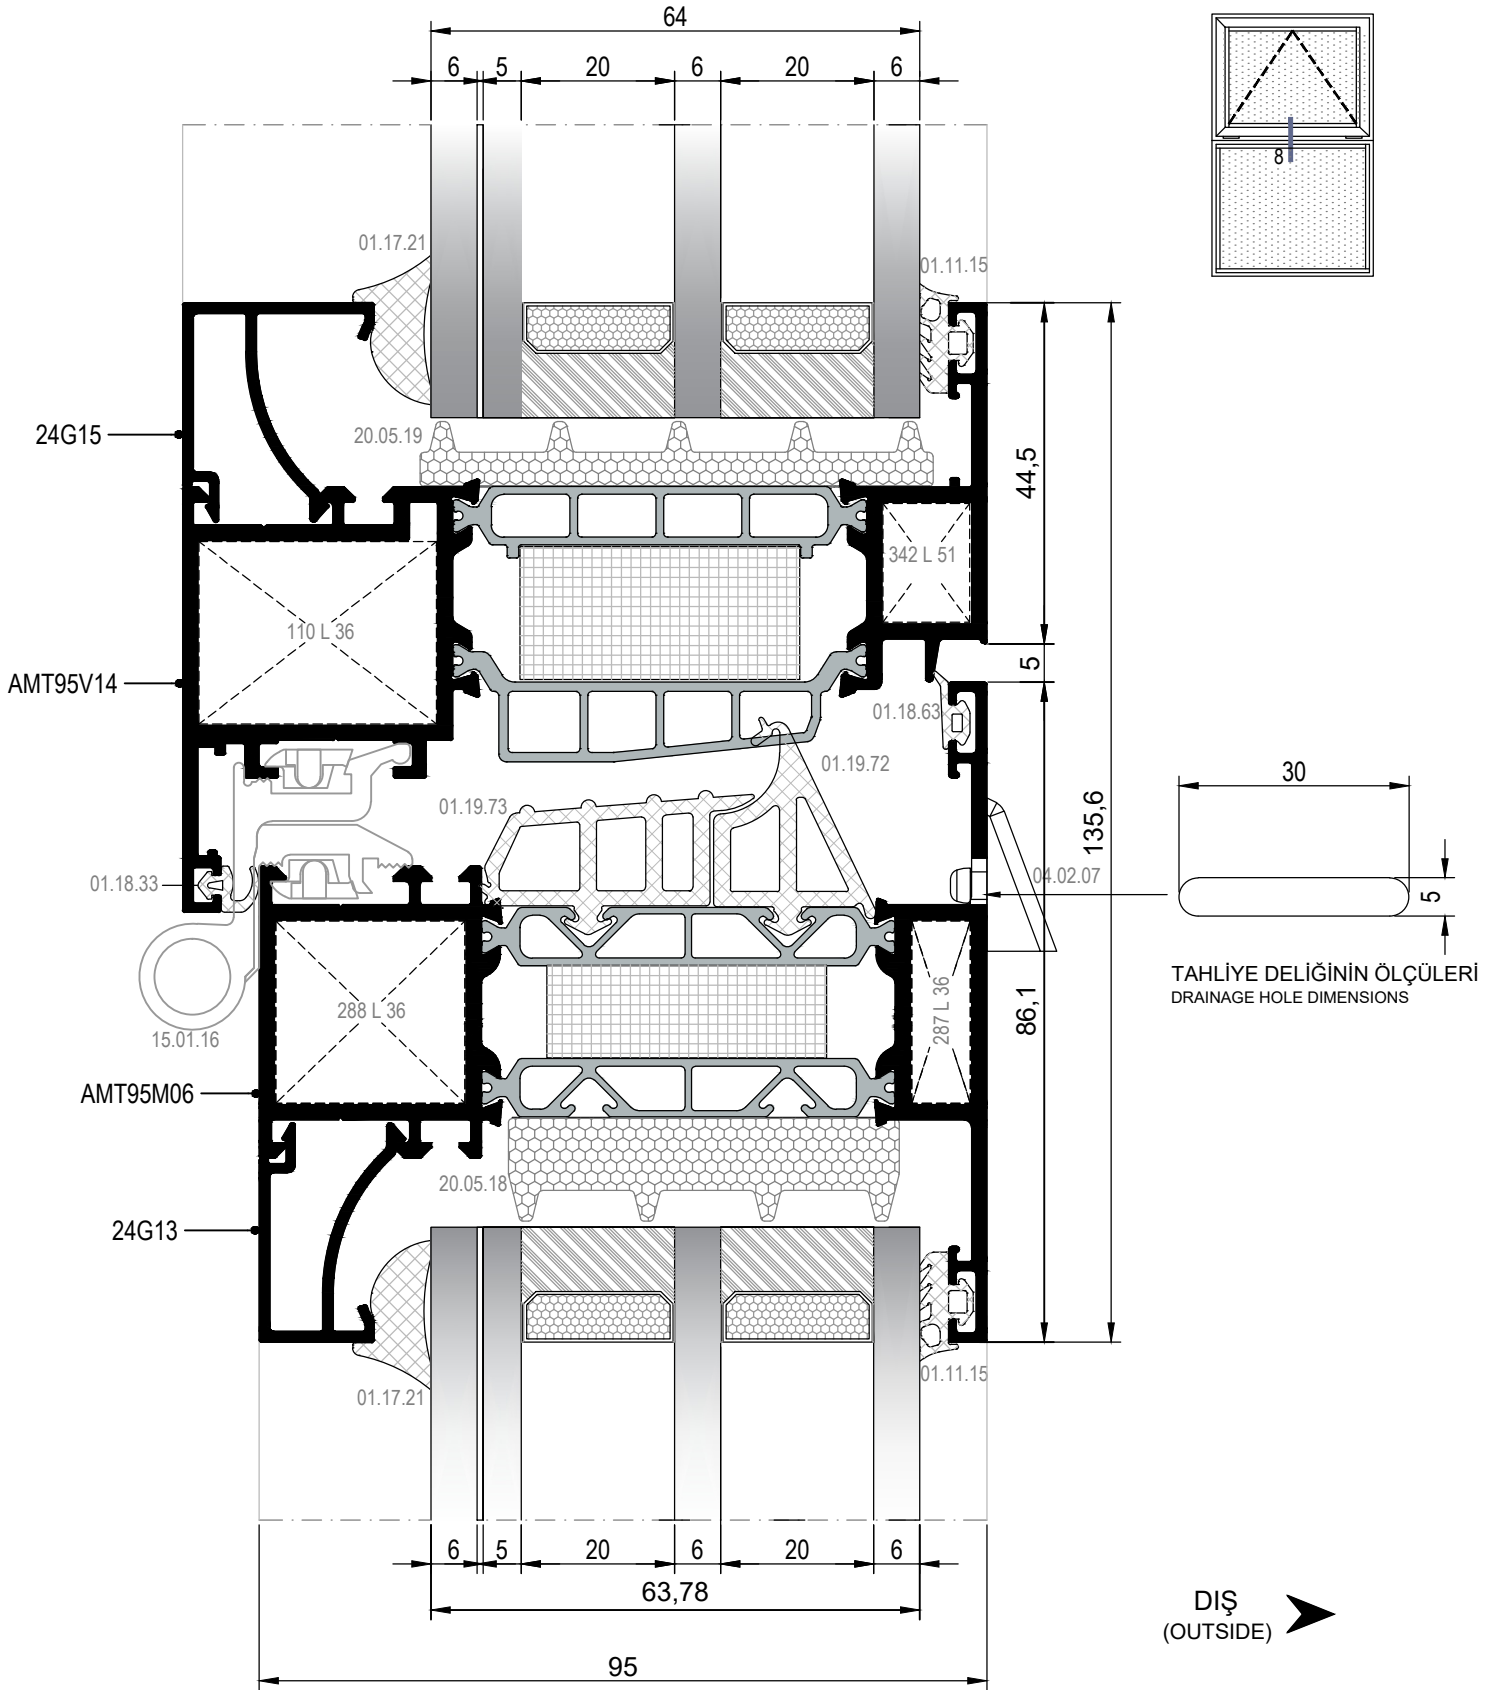 64
6 5 20 6 20 6
8
01.17.21
01.11.15
24G15
20.05.19
44,5
342 L 51
110 L 36
5
AMT95V14
01.18.63
01.19.72
01.19.73
135,6
30
01.18.33
04.02.07
5
TAHLİYE DELİĞİNİN ÖLÇÜLERİ
DRAINAGE HOLE DIMENSIONS
288 L 36
287 L 36
86,1
15.01.16
AMT95M06
20.05.18
24G13
01.17.21
01.11.15
6 5 20 6 20 6
63,78
DIŞ
(OUTSIDE)
95